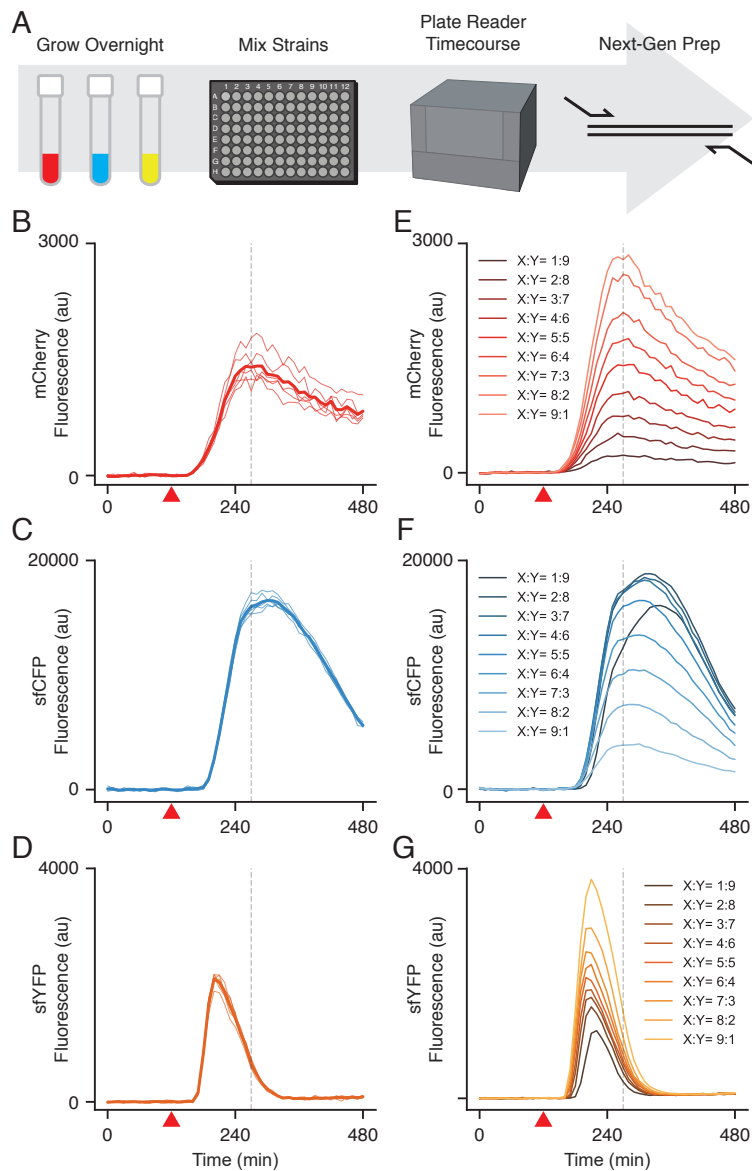 A
Grow Overnight
Mix Strains
Plate Reader
Timecourse
Next-Gen Prep
1 2 3 4 5 6 7 8 9 10 11 12
A
B
C
D
E
F
G
H
B
3000
0
mCherry
Fluorescence (au)
0 240 480
E
3000
0
mCherry
Fluorescence (au)
X:Y= 1:9
X:Y= 2:8
X:Y= 3:7
X:Y= 4:6
X:Y= 5:5
X:Y= 6:4
X:Y= 7:3
X:Y= 8:2
X:Y= 9:1
0 240 480
C
20000
0
sfCFP
Fluorescence (au)
0 240 480
F
20000
0
sfCFP
Fluorescence (au)
X:Y= 1:9
X:Y= 2:8
X:Y= 3:7
X:Y= 4:6
X:Y= 5:5
X:Y= 6:4
X:Y= 7:3
X:Y= 8:2
X:Y= 9:1
0 240 480
D
4000
0
sfYFP
Fluorescence (au)
0 240 480
Time (min)
G
4000
0
sfYFP
Fluorescence (au)
X:Y= 1:9
X:Y= 2:8
X:Y= 3:7
X:Y= 4:6
X:Y= 5:5
X:Y= 6:4
X:Y= 7:3
X:Y= 8:2
X:Y= 9:1
0 240 480
Time (min)